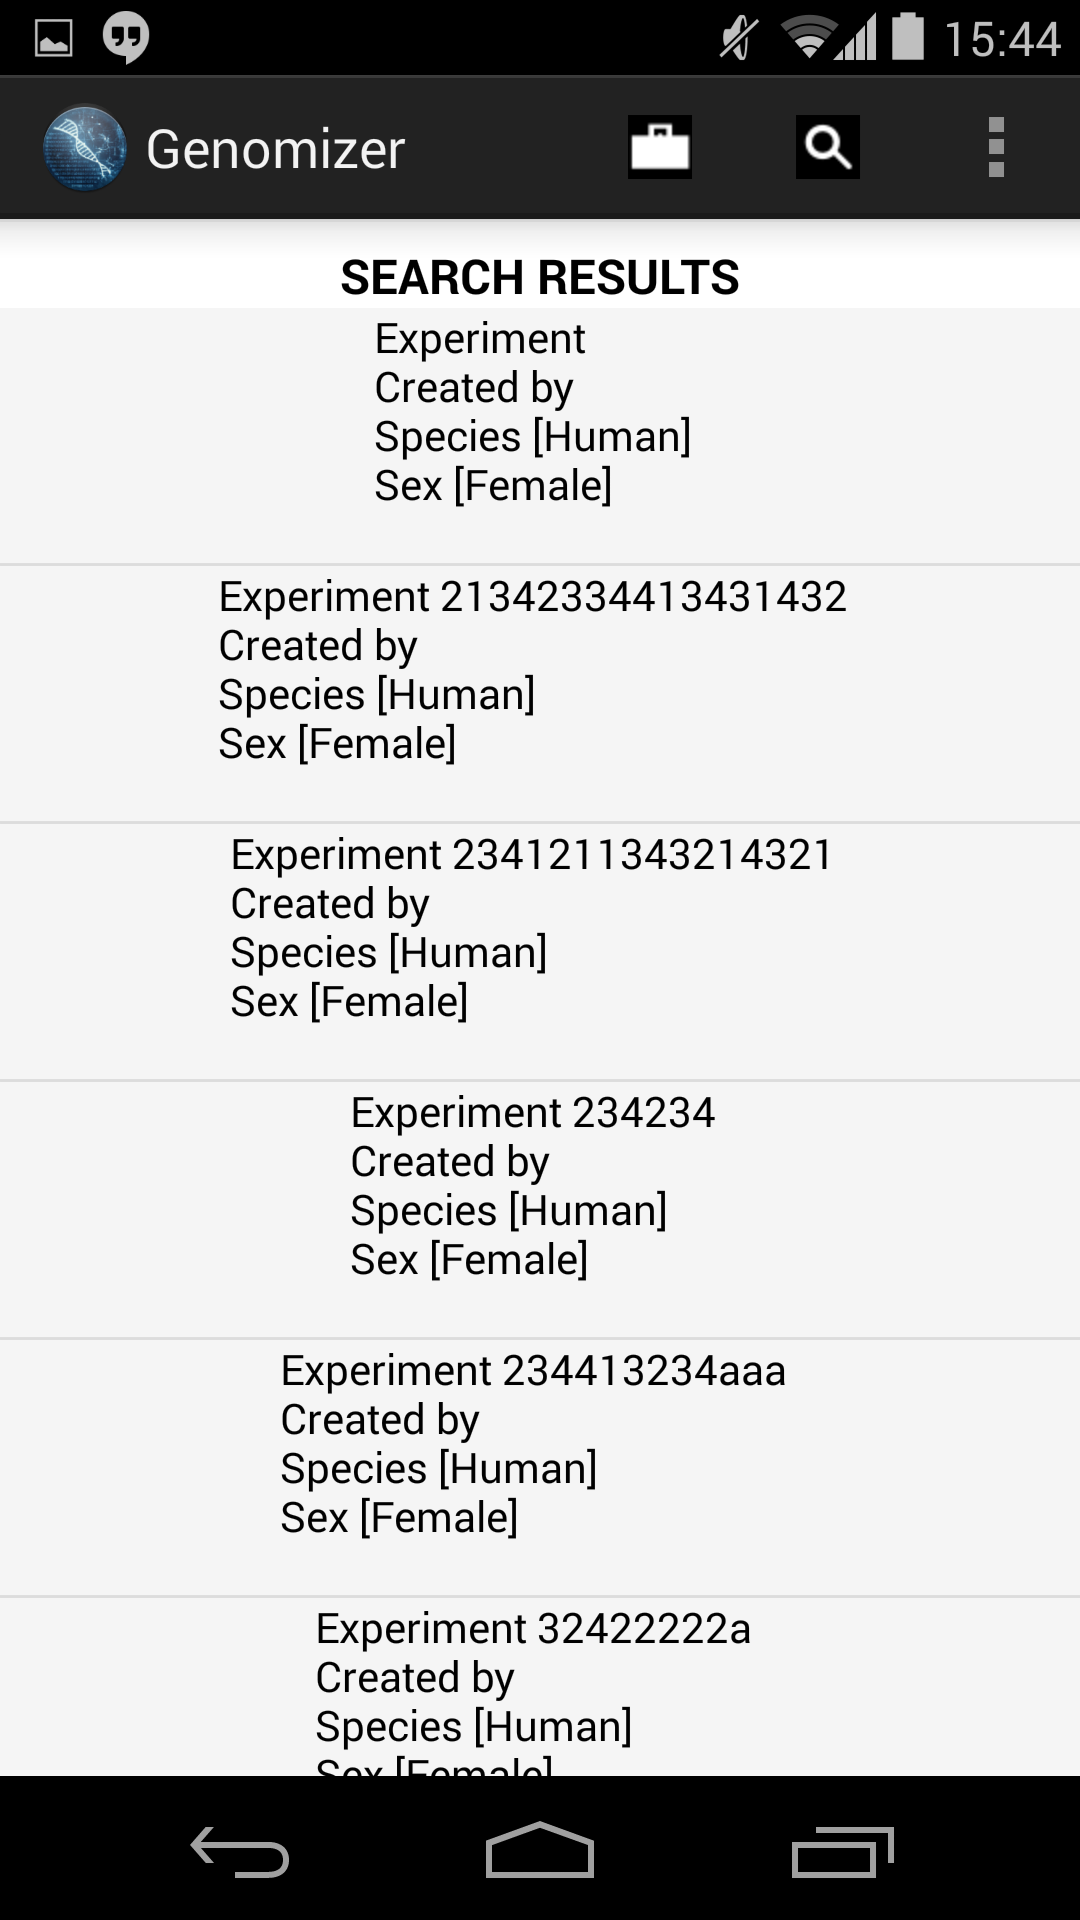 15:44
Genomizer
SEARCH RESULTS
Experiment
Created by
Species [Human]
Sex [Female]
Experiment 21342334413431432
Created by
Species [Human]
Sex [Female]
Experiment 2341211343214321
Created by
Species [Human]
Sex [Female]
Experiment 234234
Created by
Species [Human]
Sex [Female]
Experiment 234413234aaa
Created by
Species [Human]
Sex [Female]
Experiment 32422222a
Created by
Species [Human]
Sex [Female]